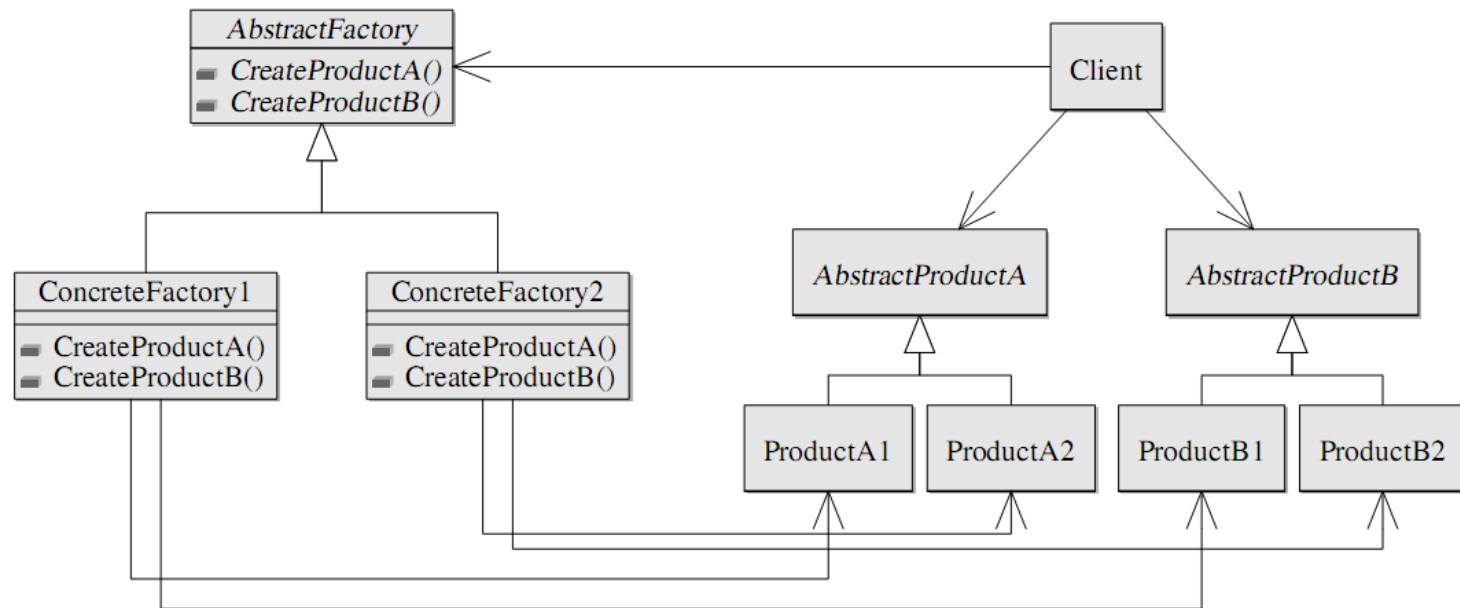 AbstractFactory
CreateProductA()
CreateProductB()
Client
AbstractProductA
AbstractProductB
ConcreteFactory1
CreateProductA()
CreateProductB()
ConcreteFactory2
CreateProductA()
CreateProductB()
ProductA1
ProductA2
ProductB1
ProductB2